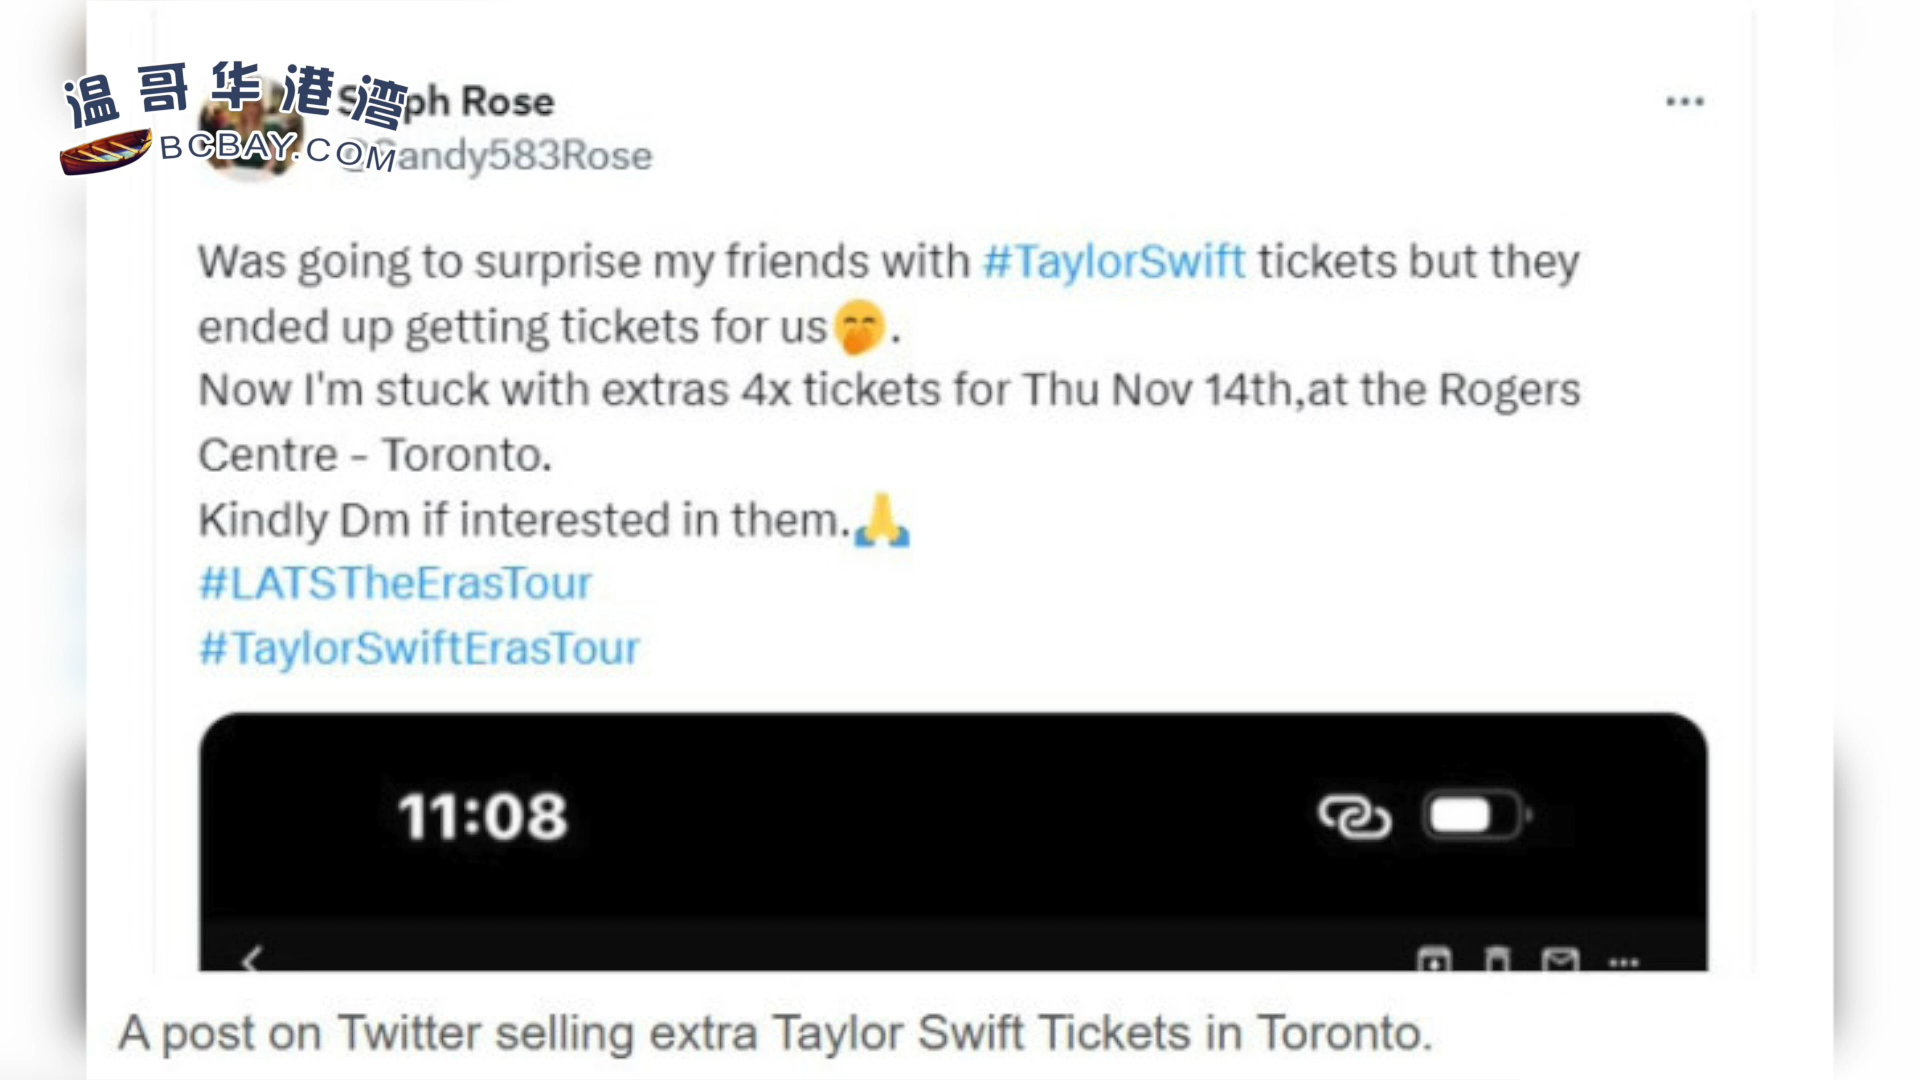 温哥华港湾
BCBAY.COM
Rose
andy583Rose
Was going to surprise my friends with #TaylorSwift tickets but they
ended up getting tickets for us🤭.
Now I'm stuck with extras 4x tickets for Thu Nov 14th,at the Rogers
Centre - Toronto.
Kindly Dm if interested in them.🙏
#LATSTheErasTour
#TaylorSwiftErasTour
11:08
A post on Twitter selling extra Taylor Swift Tickets in Toronto.